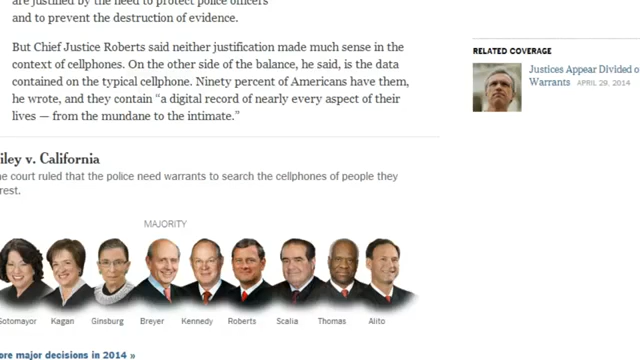 are justified by the need to protect police officers
and to prevent the destruction of evidence.
But Chief Justice Roberts said neither justification made much sense in the
context of cellphones. On the other side of the balance, he said, is the data
contained on the typical cellphone. Ninety percent of Americans have them,
he wrote, and they contain “a digital record of nearly every aspect of their
lives — from the mundane to the intimate.”
iley v. California
he court ruled that the police need warrants to search the cellphones of people they
rest.
MAJORITY
Sotomayor Kagan Ginsburg Breyer Kennedy Roberts Scalia Thomas Alito
ore major decisions in 2014 »
RELATED COVERAGE
Justices Appear Divided o
Warrants APRIL 29, 2014